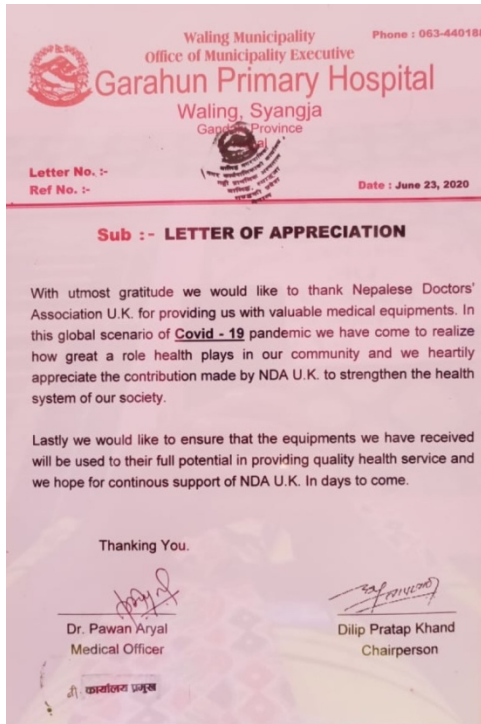 Waling Municipality
Phone : 063-440188
Office of Municipality Executive
Garahun Primary Hospital
Waling, Syangja
Province
Letter No. :-
Ref No. :-
Date : June 23, 2020
Sub :- LETTER OF APPRECIATION
With utmost gratitude we would like to thank Nepalese Doctors'
Association U.K. for providing us with valuable medical equipments. In
this global scenario of Covid - 19 pandemic we have come to realize
how great a role health plays in our community and we heartily
appreciate the contribution made by NDA U.K. to strengthen the health
system of our society.
Lastly we would like to ensure that the equipments we have received
will be used to their full potential in providing quality health service and
we hope for continous support of NDA U.K. In days to come.
Thanking You.
Dr. Pawan Aryal
Medical Officer
Dilip Pratap Khand
Chairperson
कार्यालय प्रमुख